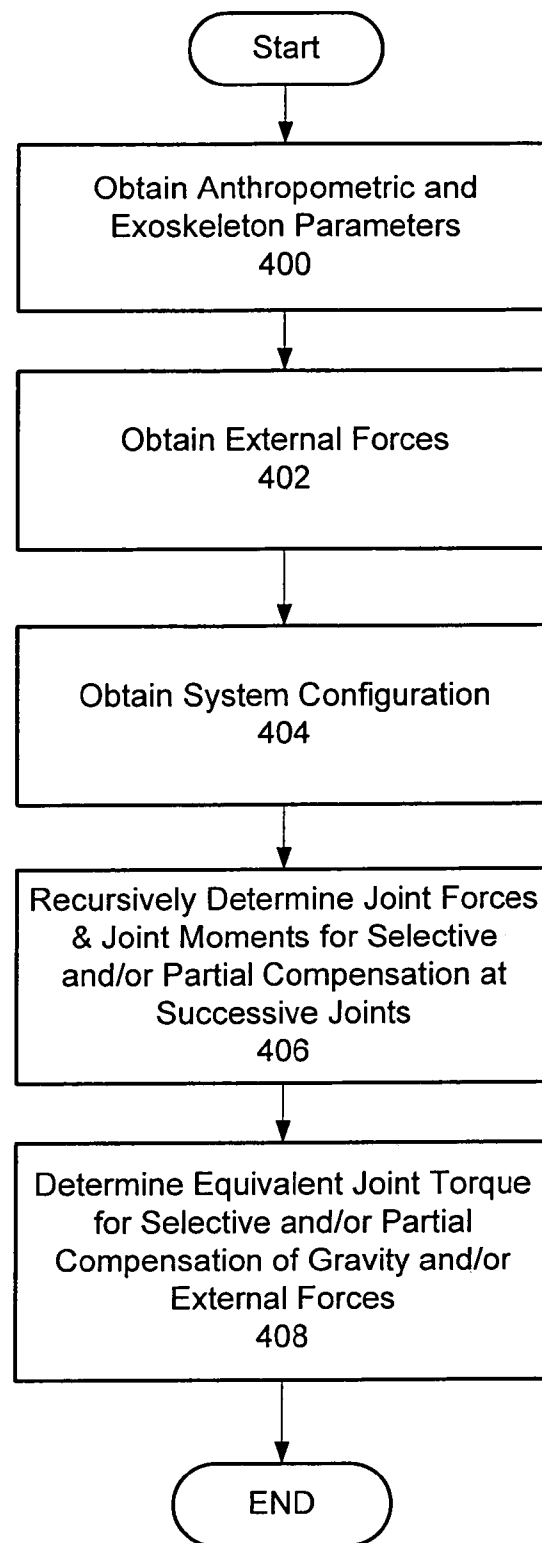 Start
Obtain Anthropometric and
Exoskeleton Parameters
400
Obtain External Forces
402
Obtain System Configuration
404
Recursively Determine Joint Forces
& Joint Moments for Selective
and/or Partial Compensation at
Successive Joints
406
Determine Equivalent Joint Torque
for Selective and/or Partial
Compensation of Gravity and/or
External Forces
408
END